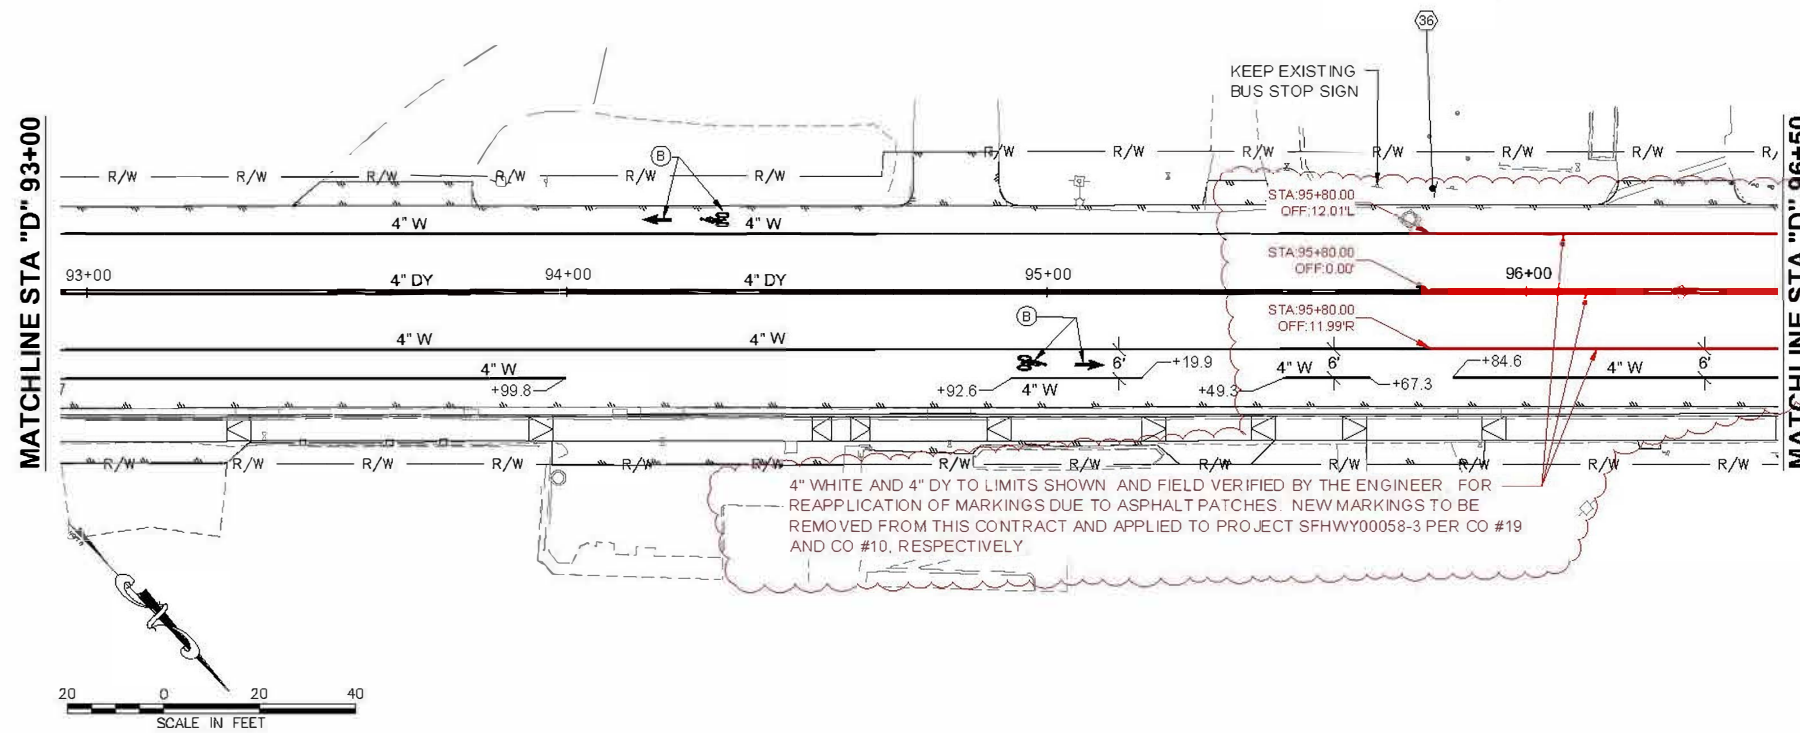 36
KEEP EXISTING
BUS STOP SIGN
MATCHLINE STA "D" 93+00
MATCHLINE STA "D" 96+50
R/W R/W R/W R/W R/W R/W
B
R/W R/W R/W R/W R/W R/W R/
STA:95+80.00
OFF:12.01'L
4" W 4" W
STA:95+80.00
OFF:0.00'
93+00 4" DY 94+00 4" DY 95+00 96+00
STA:95+80.00
OFF:11.99'R
B
4" W 4" W
4" W +99.8 +92.6 4" W 6' +19.9 +49.3 4" W 6' +67.3 +84.6 4" W 6'
7
R/W R/W R/W R/W R/W R/W R/W R/W R/W R/W R/W R/W R/W
4" WHITE AND 4" DY TO LIMITS SHOWN AND FIELD VERIFIED BY THE ENGINEER FOR
REAPPLICATION OF MARKINGS DUE TO ASPHALT PATCHES. NEW MARKINGS TO BE
REMOVED FROM THIS CONTRACT AND APPLIED TO PROJECT SFHWY00058-3 PER CO #19
AND CO #10, RESPECTIVELY
20 0 20 40
SCALE IN FEET